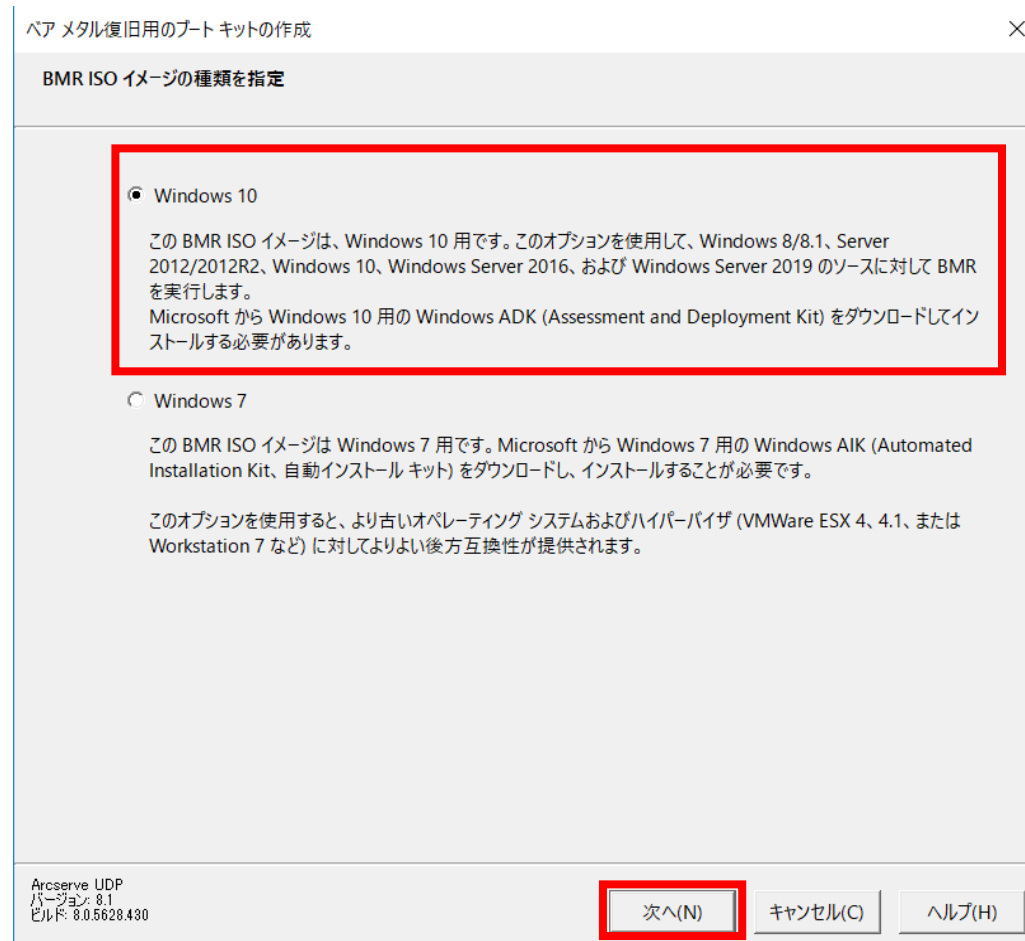 ベア メタル復旧用のブート キットの作成
BMR ISO イメージの種類を指定
Windows 10
この BMR ISO イメージは、Windows 10 用です。このオプションを使用して、Windows 8/8.1、Server
2012/2012R2、Windows 10、Windows Server 2016、および Windows Server 2019 のソースに対して BMR
を実行します。
Microsoft から Windows 10 用の Windows ADK (Assessment and Deployment Kit) をダウンロードしてイン
ストールする必要があります。
Windows 7
この BMR ISO イメージは Windows 7 用です。Microsoft から Windows 7 用の Windows AIK (Automated
Installation Kit、自動インストール キット) をダウンロードし、インストールすることが必要です。
このオプションを使用すると、より古いオペレーティング システムおよびハイパーバイザ (VMWare ESX 4、4.1、または
Workstation 7 など) に対してよりよい後方互換性が提供されます。
Arcserve UDP
バージョン: 8.1
ビルド: 8.0.5628.430
次へ(N)
キャンセル(C)
ヘルプ(H)